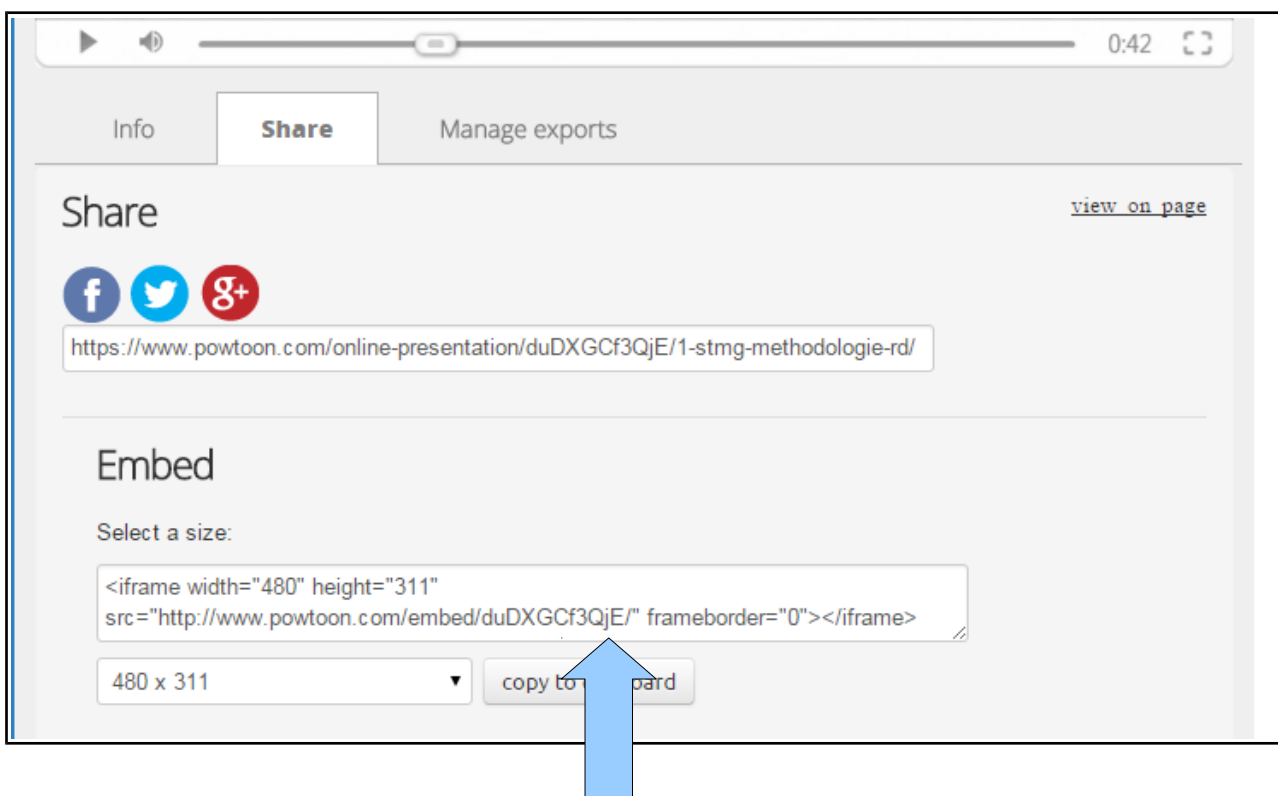 0:42
Info Share Manage exports
Share
view on page
f g+
https://www.powtoon.com/online-presentation/duDXGCf3QjE/1-stmg-methodologie-rd/
Embed
Select a size:
<iframe width="480" height="311"
src="http://www.powtoon.com/embed/duDXGCf3QjE/" frameborder="0"></iframe>
480 x 311 copy to board